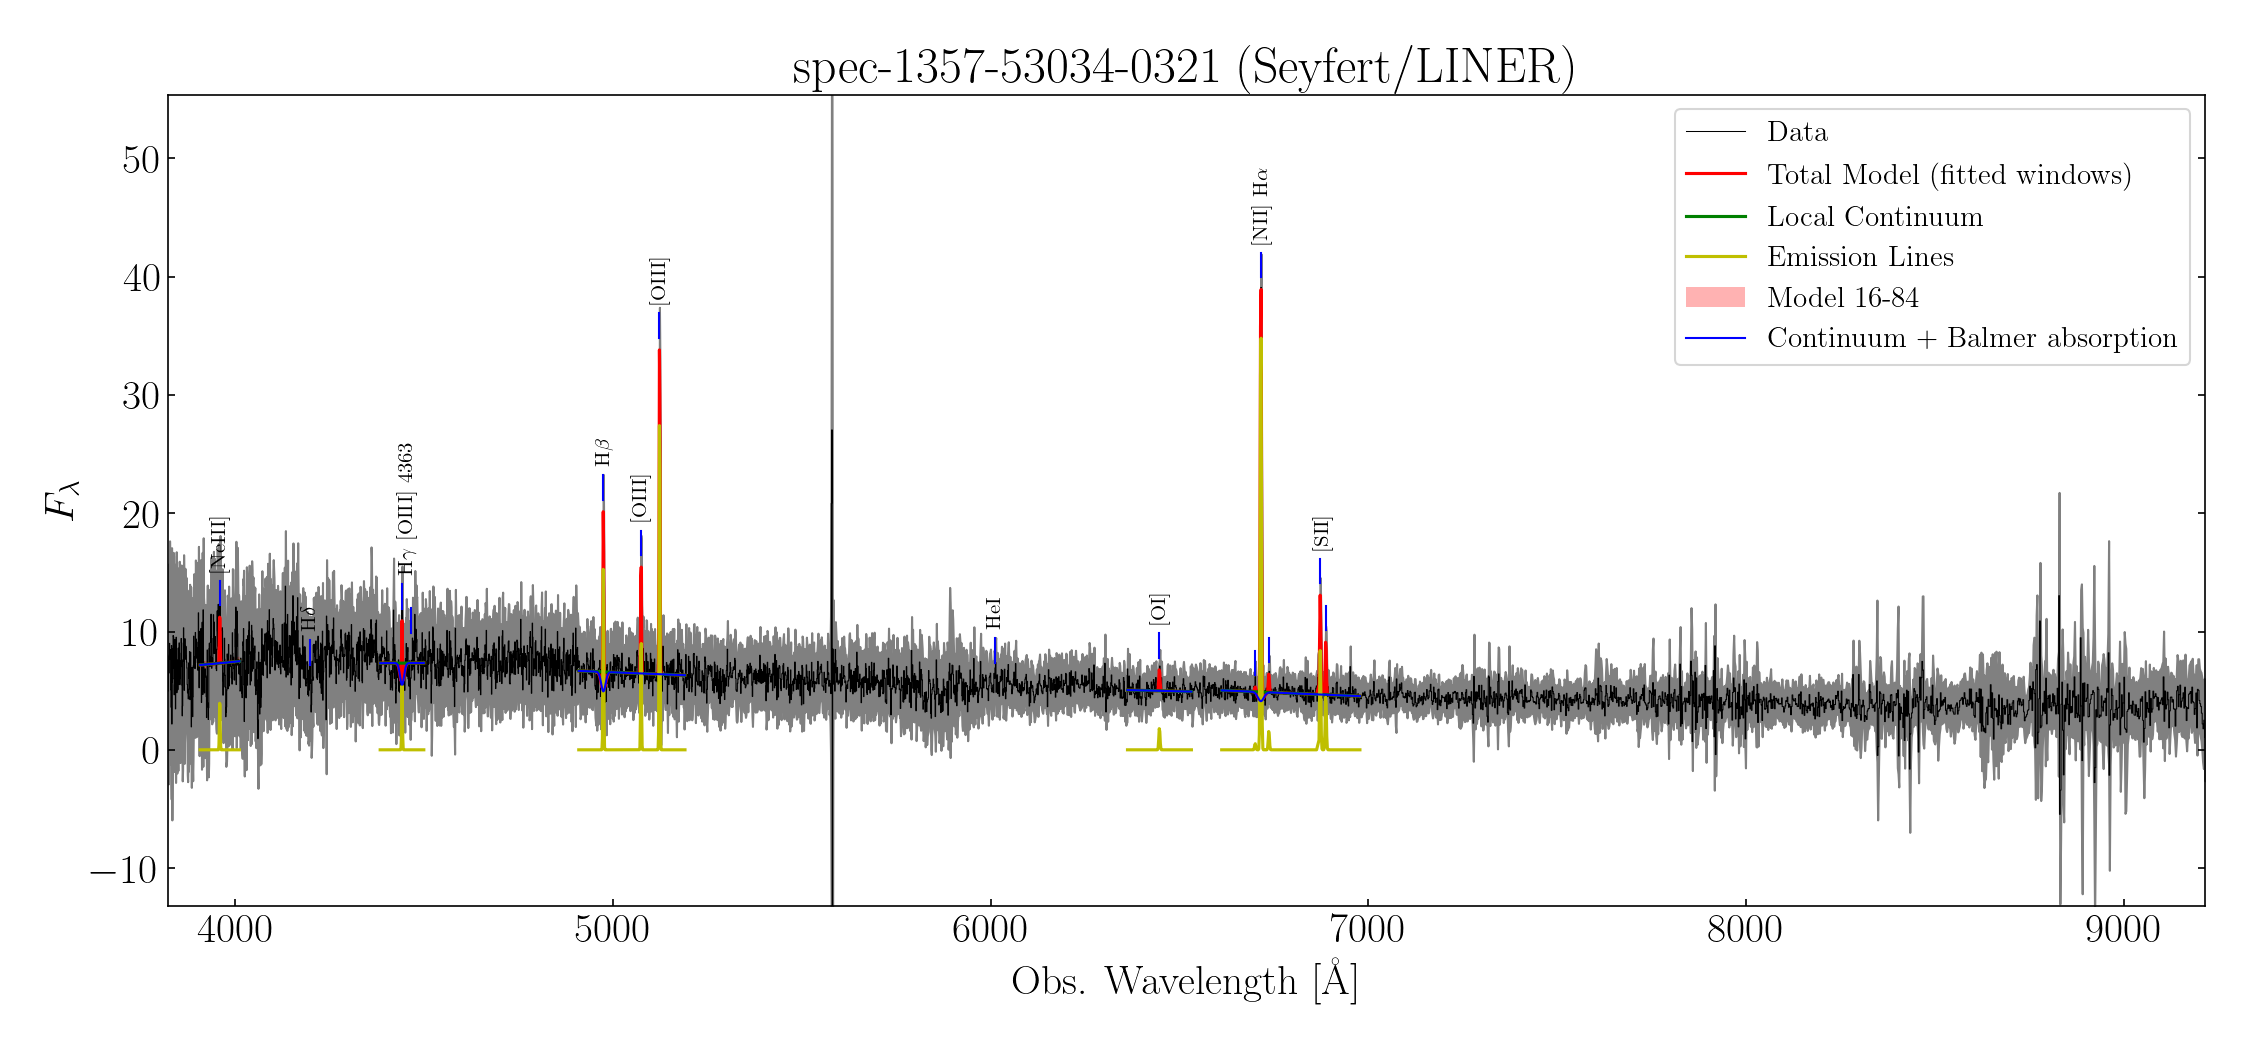 spec-1357-53034-0321 (Seyfert/LINER)
Data
Total Model (fitted windows)
Local Continuum
Emission Lines
Model 16-84
Continuum + Balmer absorption
[NeIII]
Hδ
Hγ [OIII] 4363
Hβ
[OIII]
[OIII]
HeI
[OI]
[NII] Hα
[SII]
Fλ
50
40
30
20
10
0
−10
4000
5000
6000
7000
8000
9000
Obs. Wavelength [Å]